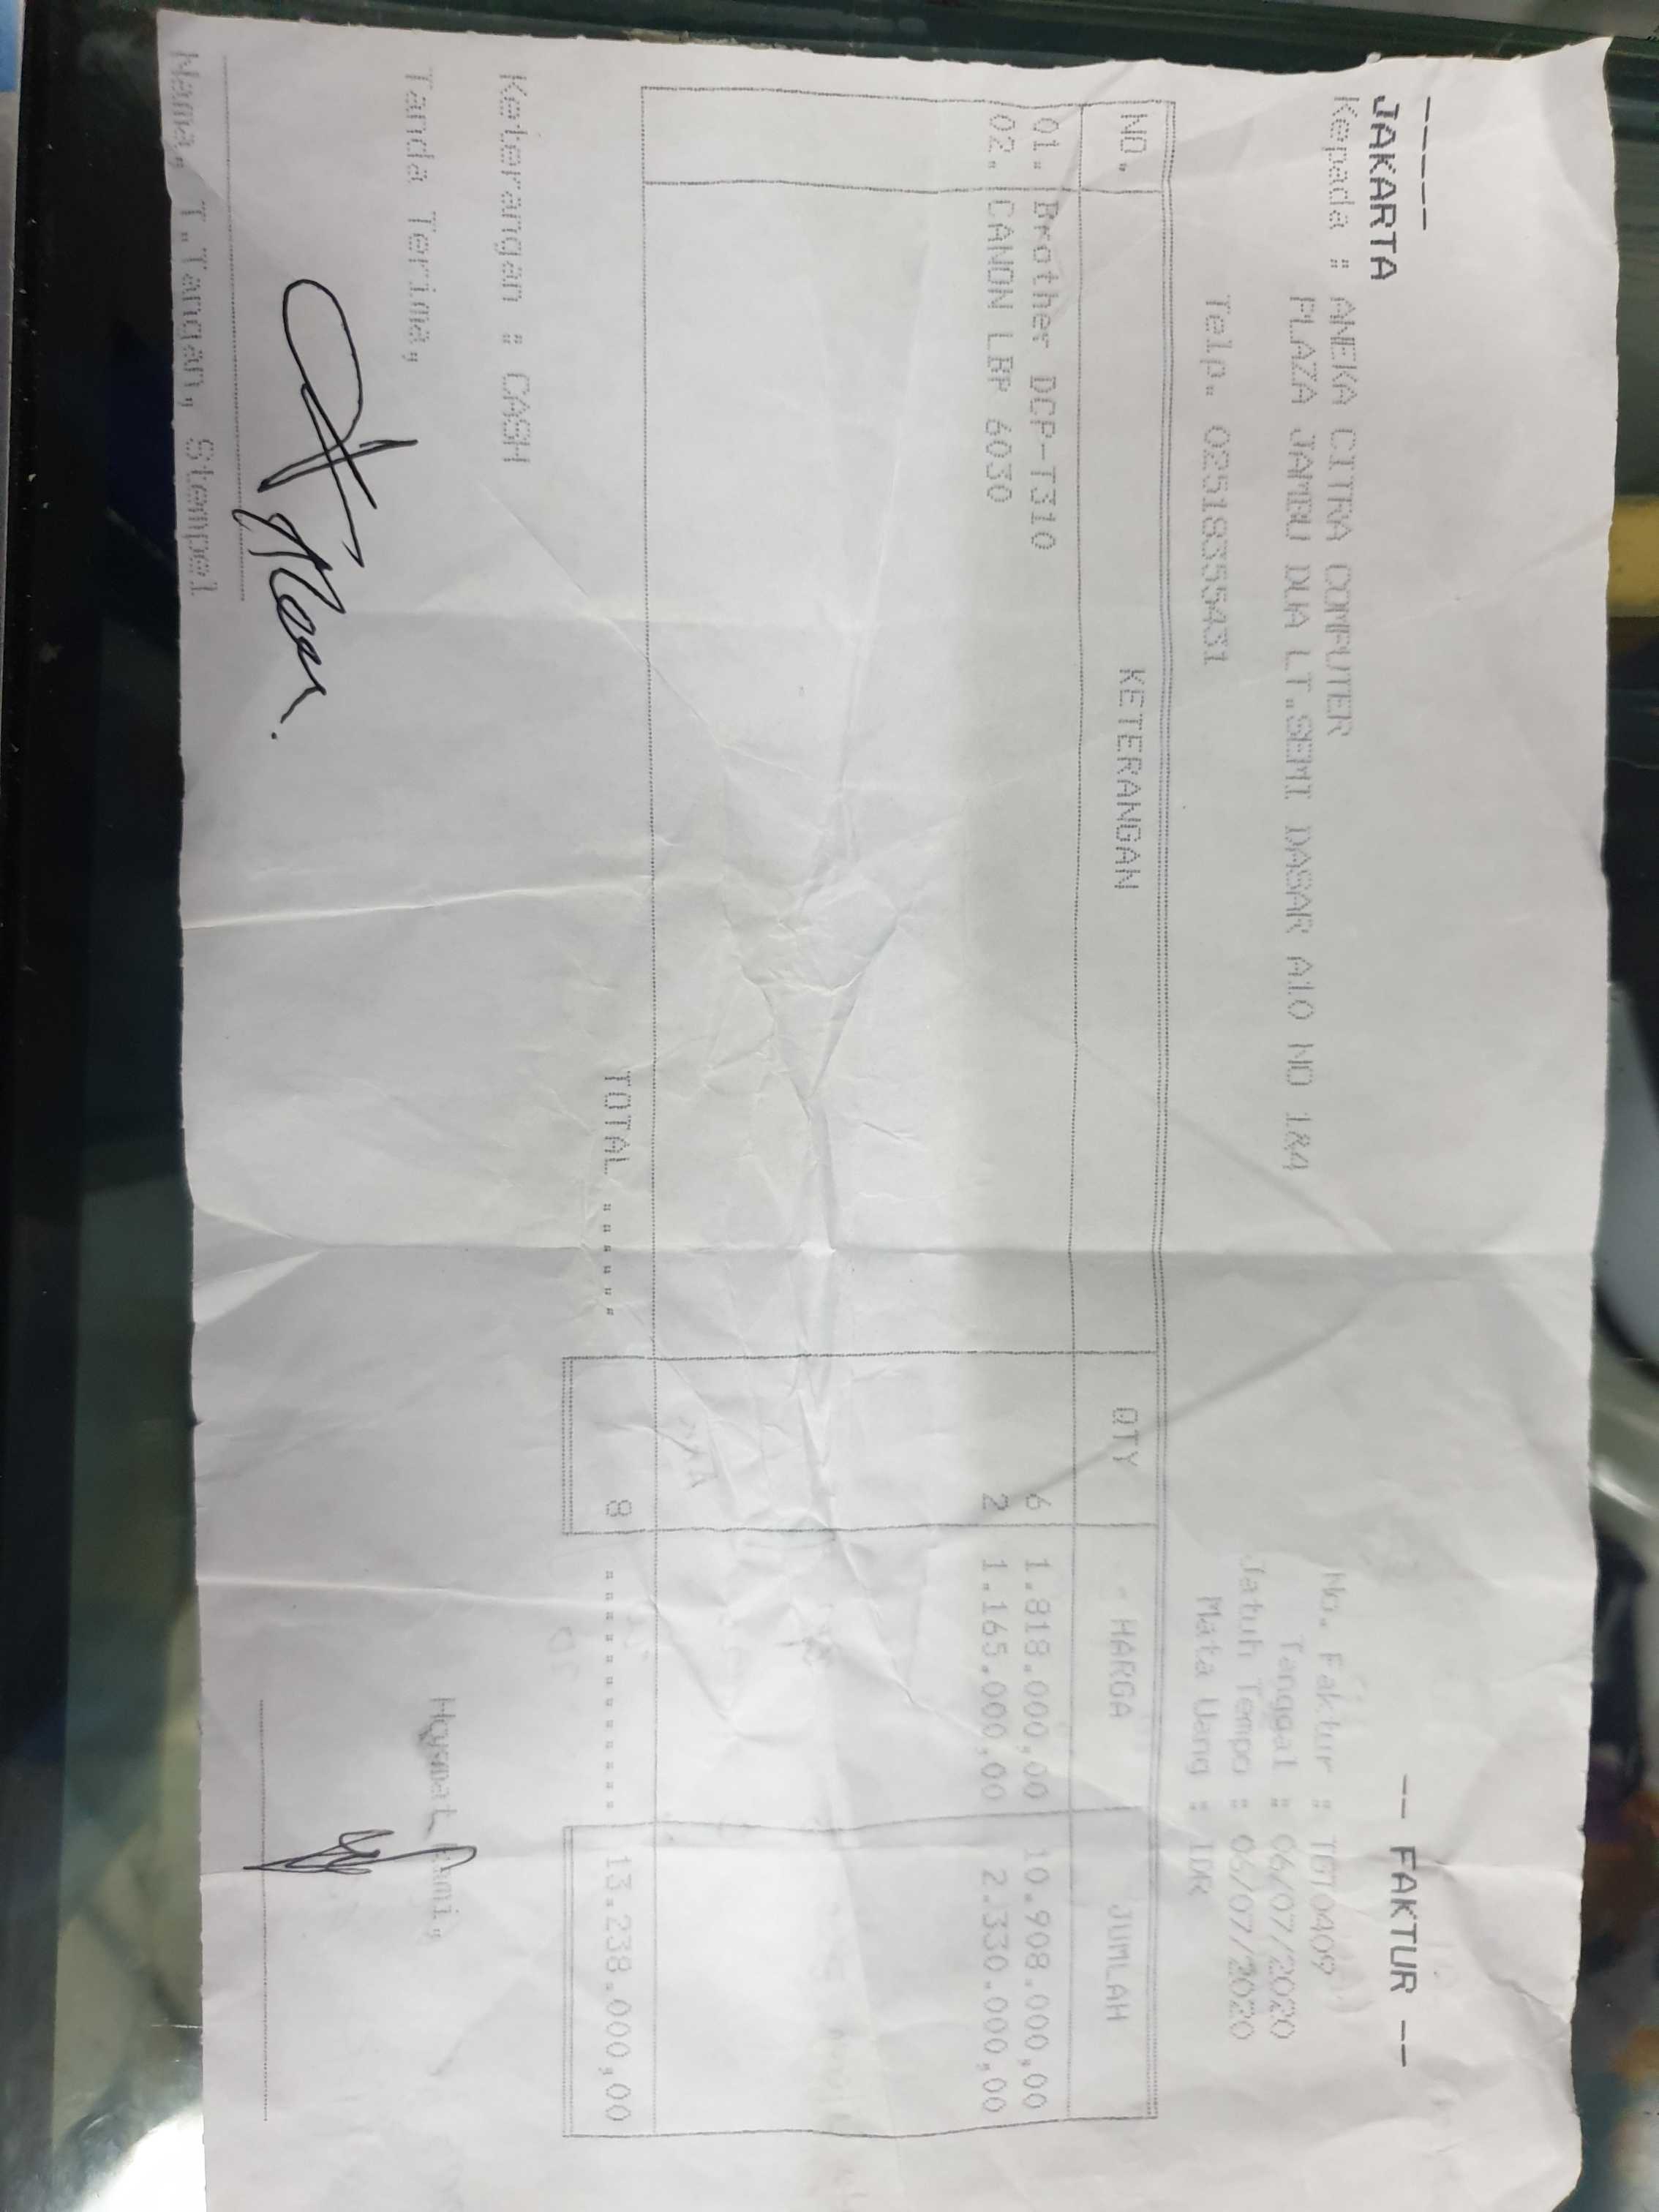 -----
JAKARTA
-- FAKTUR --
Kepada : ANEKA CITRA COMPUTER
No. Faktur : TGT0409
PLAZA JAMBU DUA LT.SEMI DASAR A10 NO 1&4
Tanggal : 06/07/2020
Jatuh Tempo : 06/07/2020
Telp. 02518355431
Mata Uang : IDR
NO. KETERANGAN QTY HARGA JUMLAH
01. Brother DCP-T310 6 1.818.000,00 10.908.000,00
02. CANON LBP 6030 2 1.165.000,00 2.330.000,00
TOTAL ...... 8 ............ 13.238.000,00
Keterangan : CASH
Tanda Terima,
Hormat Kami,
Nama, T.Tangan, Stempel